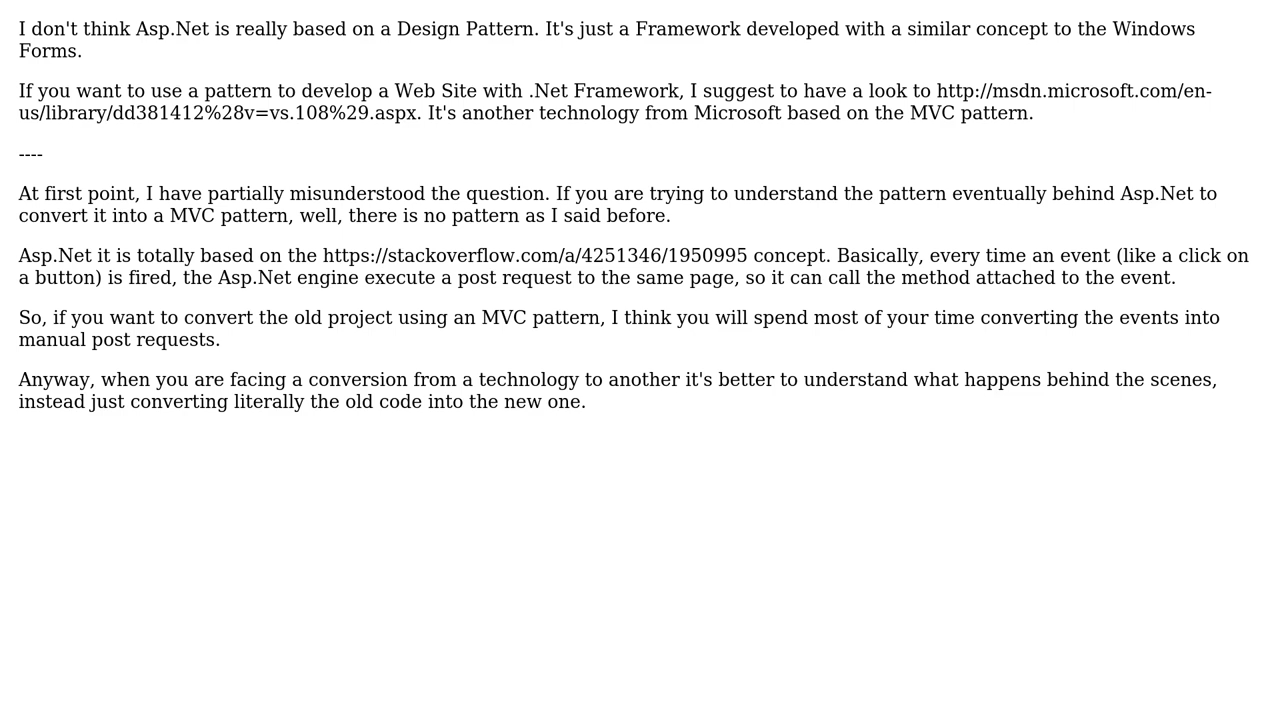 I don't think Asp.Net is really based on a Design Pattern. It's just a Framework developed with a similar concept to the Windows
Forms.
If you want to use a pattern to develop a Web Site with .Net Framework, I suggest to have a look to http://msdn.microsoft.com/en-
us/library/dd381412%28v=vs.108%29.aspx. It's another technology from Microsoft based on the MVC pattern.
----
At first point, I have partially misunderstood the question. If you are trying to understand the pattern eventually behind Asp.Net to
convert it into a MVC pattern, well, there is no pattern as I said before.
Asp.Net it is totally based on the https://stackoverflow.com/a/4251346/1950995 concept. Basically, every time an event (like a click on
a button) is fired, the Asp.Net engine execute a post request to the same page, so it can call the method attached to the event.
So, if you want to convert the old project using an MVC pattern, I think you will spend most of your time converting the events into
manual post requests.
Anyway, when you are facing a conversion from a technology to another it's better to understand what happens behind the scenes,
instead just converting literally the old code into the new one.